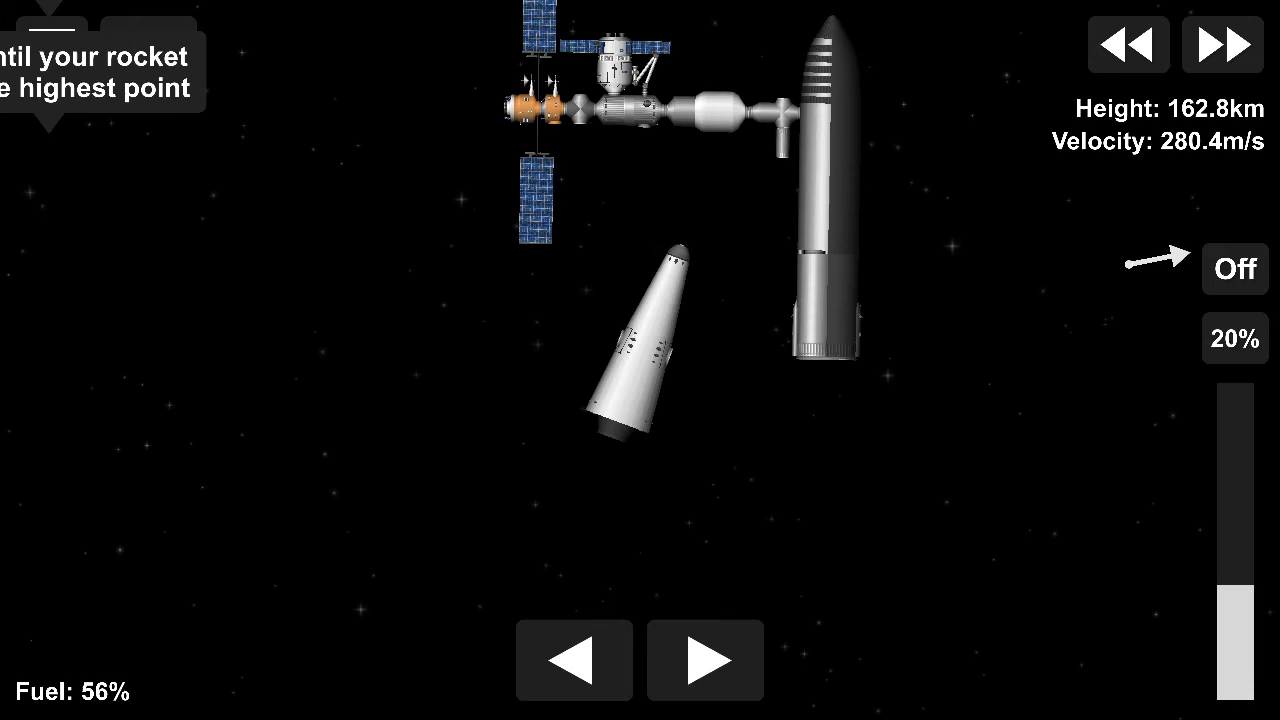 ntil your rocket
e highest point
Height: 162.8km
Velocity: 280.4m/s
Off
20%
Fuel: 56%